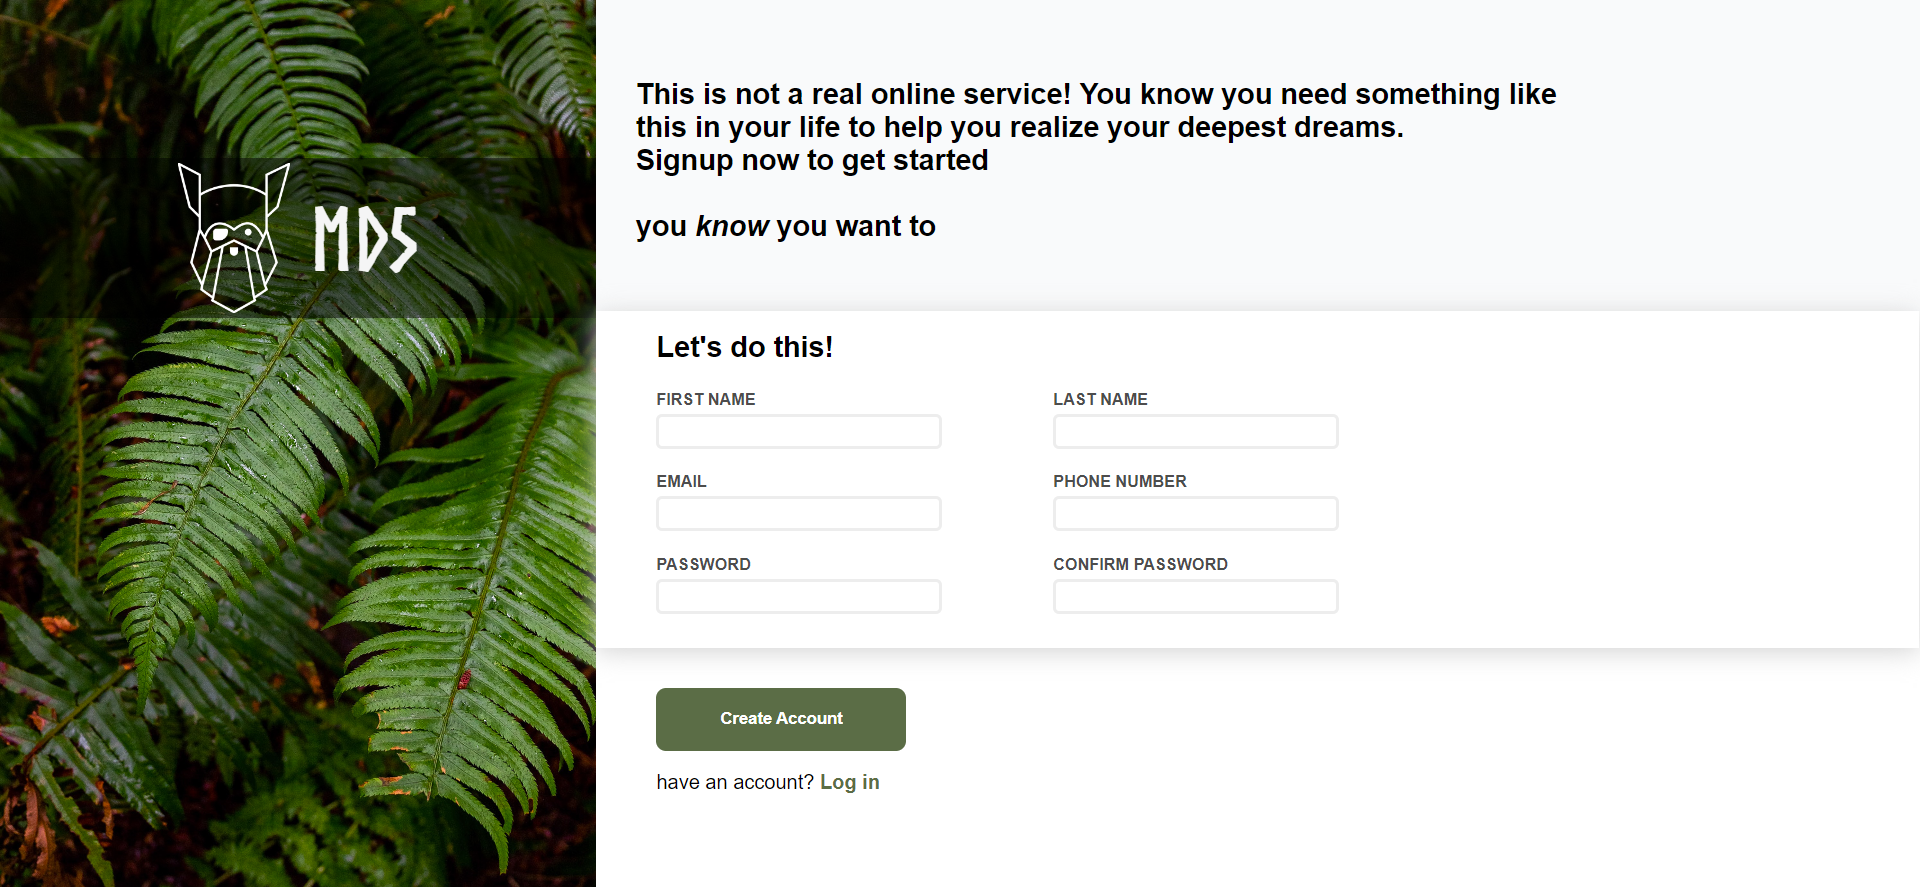 MDS
This is not a real online service! You know you need something like
this in your life to help you realize your deepest dreams.
Signup now to get started
you know you want to
Let's do this!
FIRST NAME
LAST NAME
EMAIL
PHONE NUMBER
PASSWORD
CONFIRM PASSWORD
Create Account
have an account? Log in